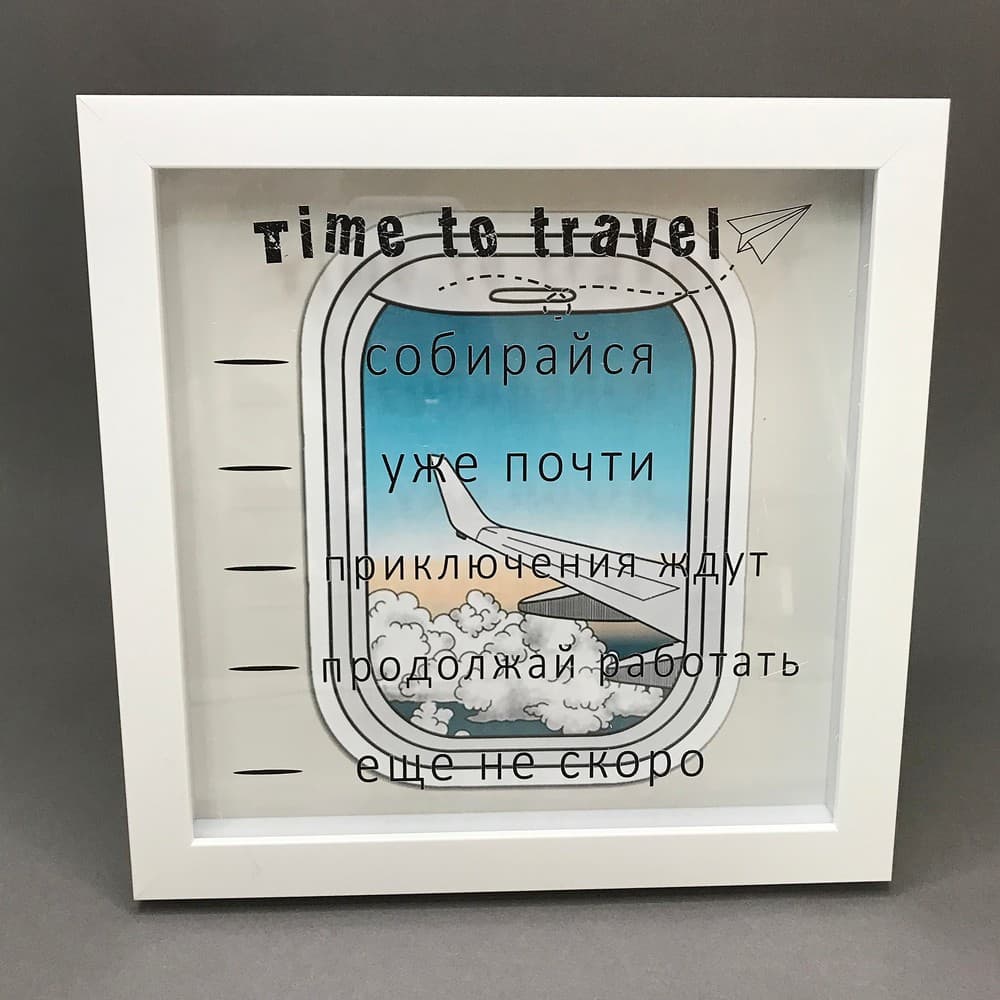 Time to travel
собирайся
уже почти
приключения ждут
продолжай работать
еще не скоро